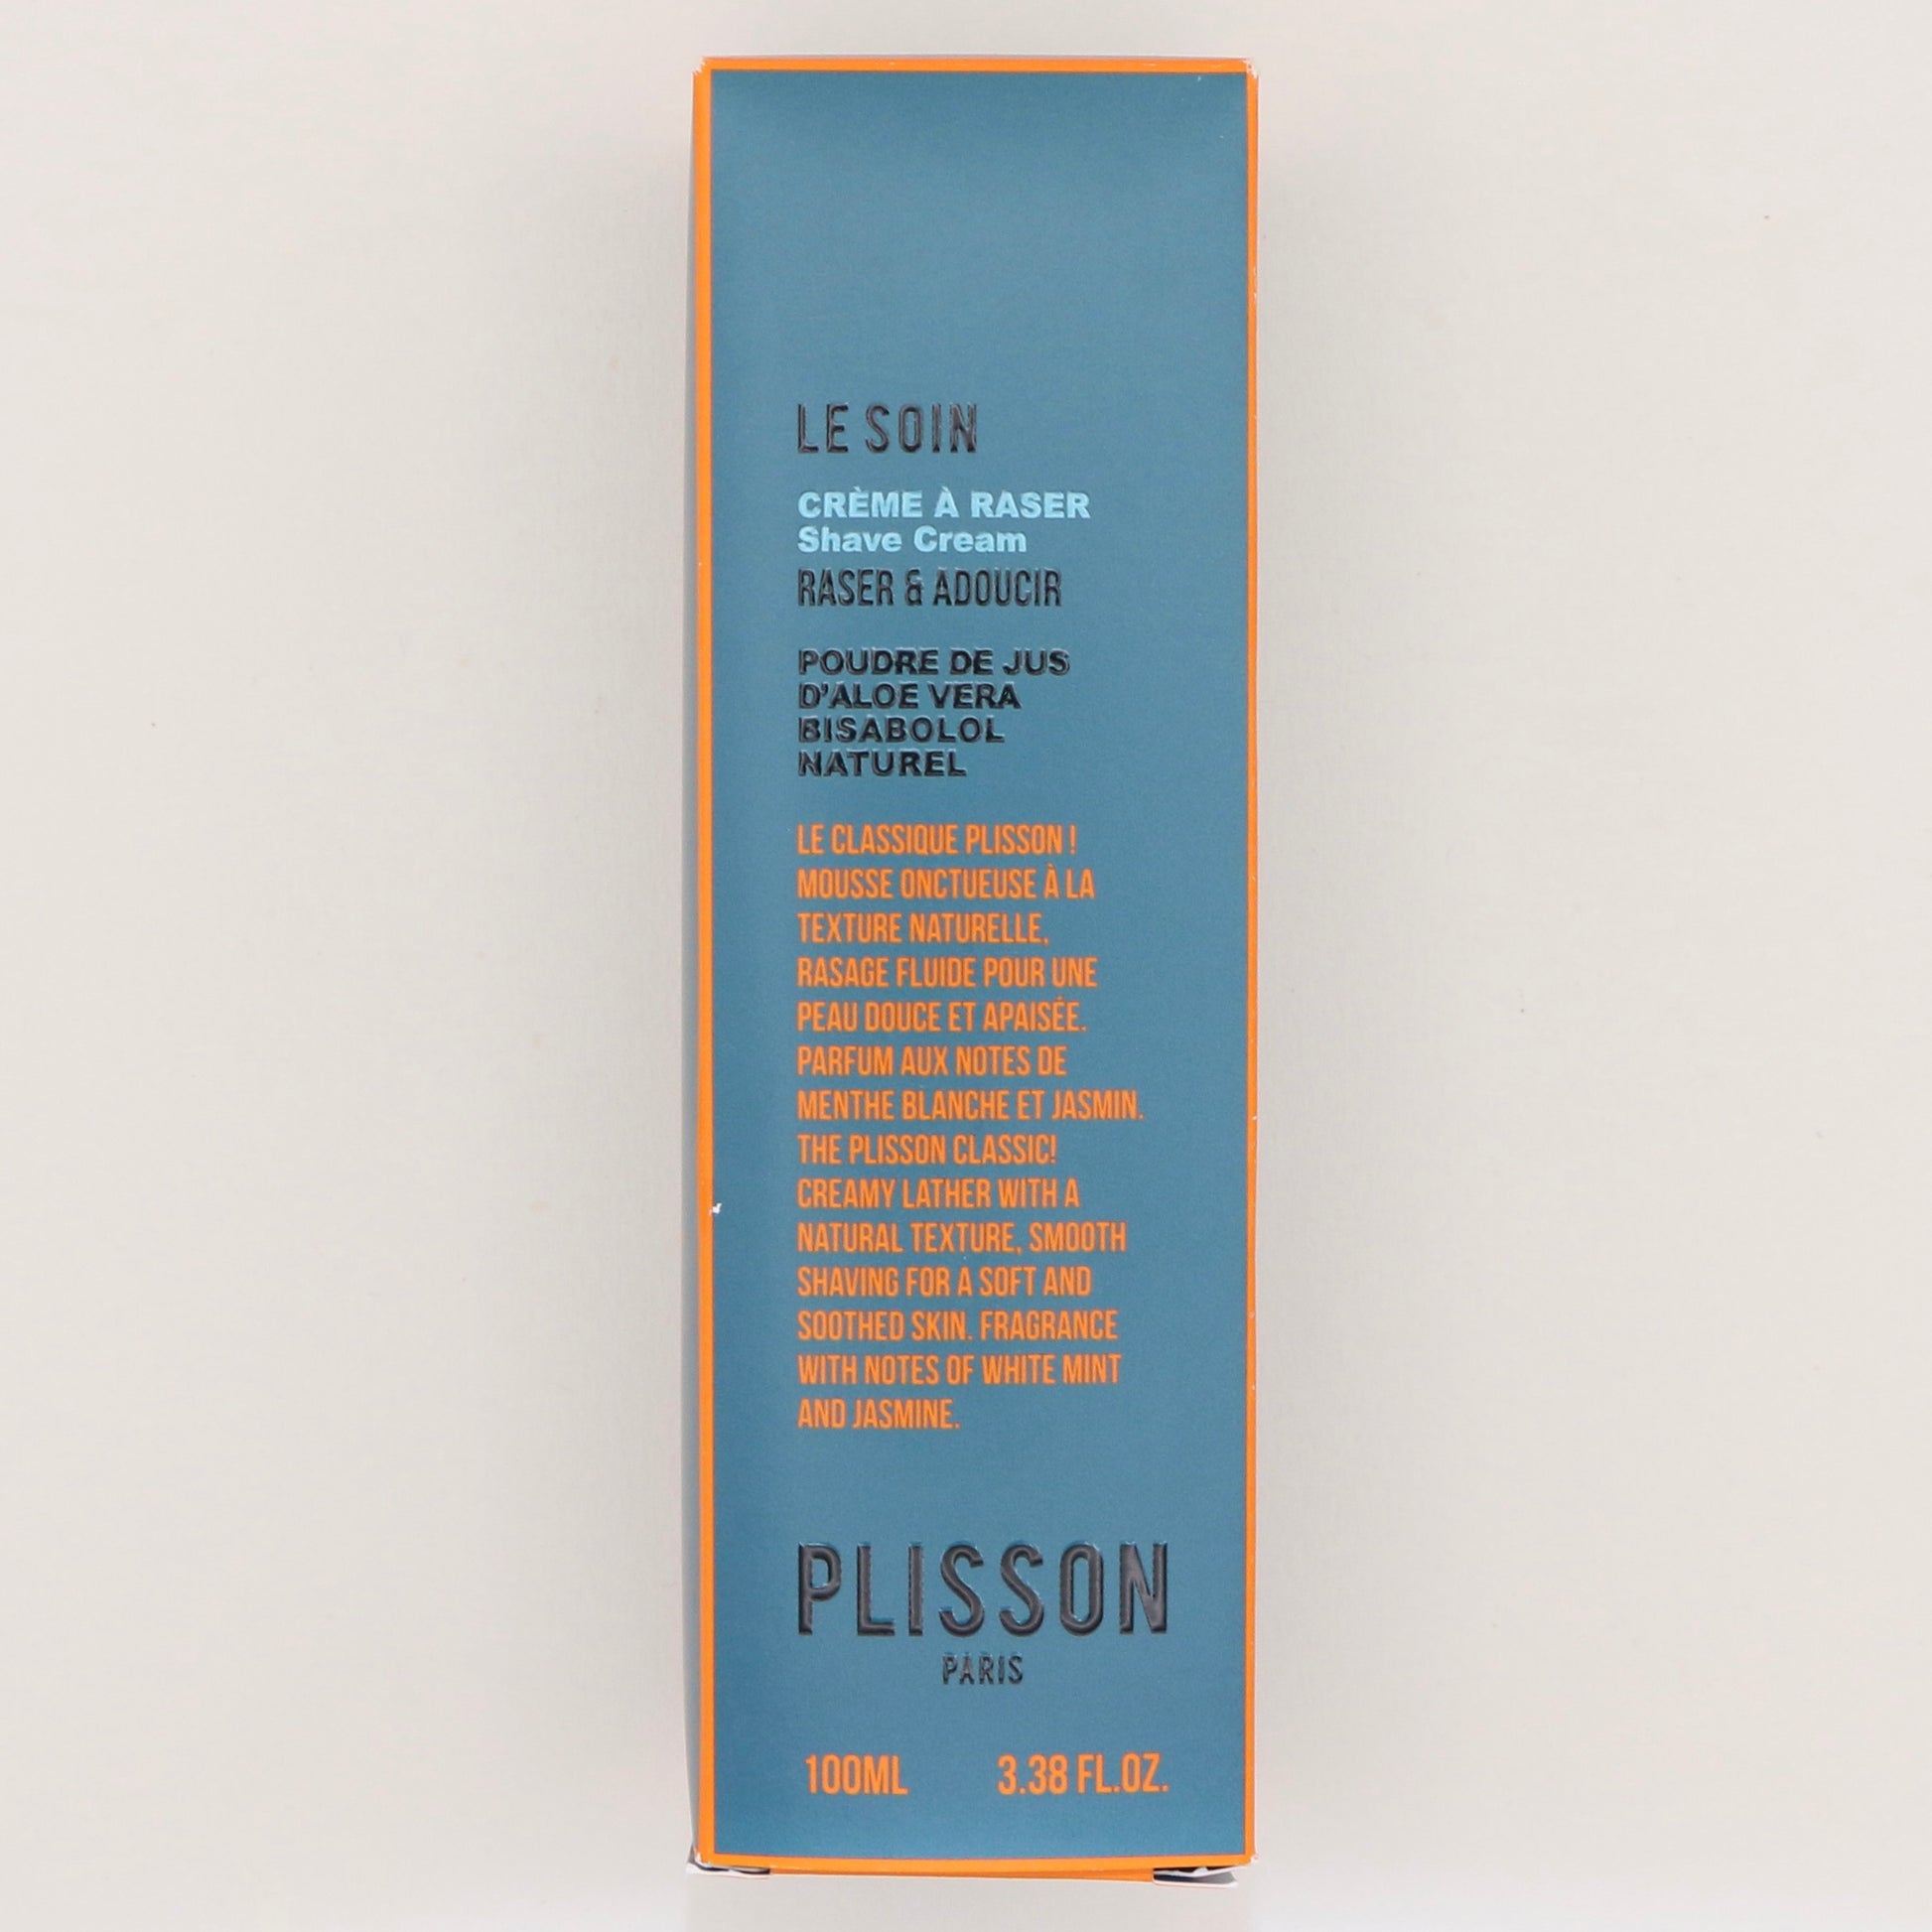 LE SOIN
CRÈME À RASER
Shave Cream
RASER & ADOUCIR
POUDRE DE JUS
D'ALOE VERA
BISABOLOL
NATUREL
LE CLASSIQUE PLISSON !
MOUSSE ONCTUEUSE À LA
TEXTURE NATURELLE,
RASAGE FLUIDE POUR UNE
PEAU DOUCE ET APAISÉE.
PARFUM AUX NOTES DE
MENTHE BLANCHE ET JASMIN.
THE PLISSON CLASSIC!
CREAMY LATHER WITH A
NATURAL TEXTURE, SMOOTH
SHAVING FOR A SOFT AND
SOOTHED SKIN. FRAGRANCE
WITH NOTES OF WHITE MINT
AND JASMINE.
PLISSON
PARIS
100ML 3.38 FL.OZ.